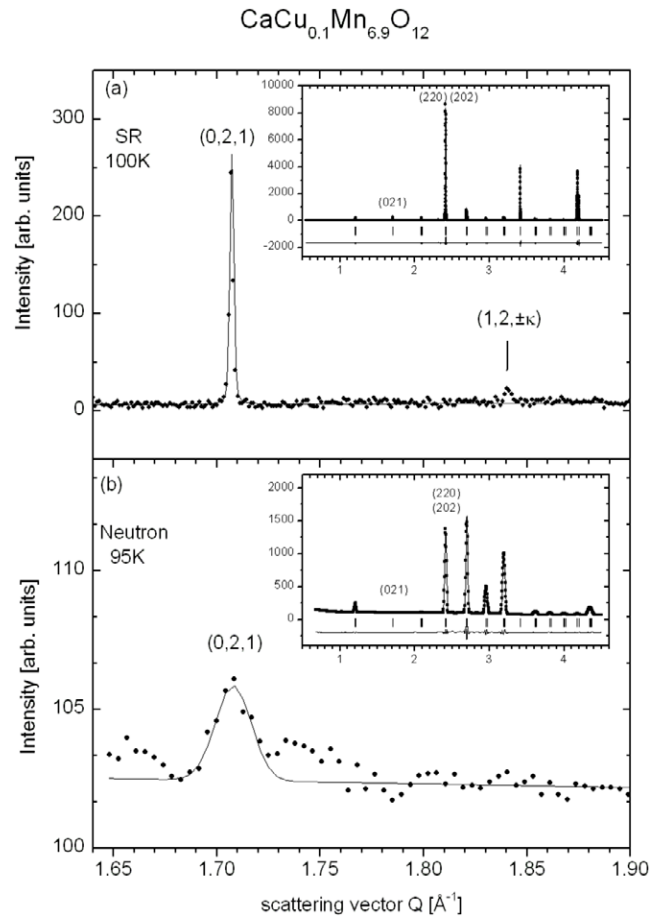 CaCu₀.₁Mn₆.₉O₁₂
(a)
SR
100K
(0,2,1)
(1,2,±κ)
Intensity [arb. units]
350
300
200
100
0
(220) (202)
(021)
10000
8000
6000
4000
2000
0
-2000
1 2 3 4
(b)
Neutron
95K
(0,2,1)
Intensity [arb. units]
110
105
100
(220)
(202)
(021)
2000
1500
1000
500
0
1 2 3 4
1.65 1.70 1.75 1.80 1.85 1.90
scattering vector Q [Å⁻¹]